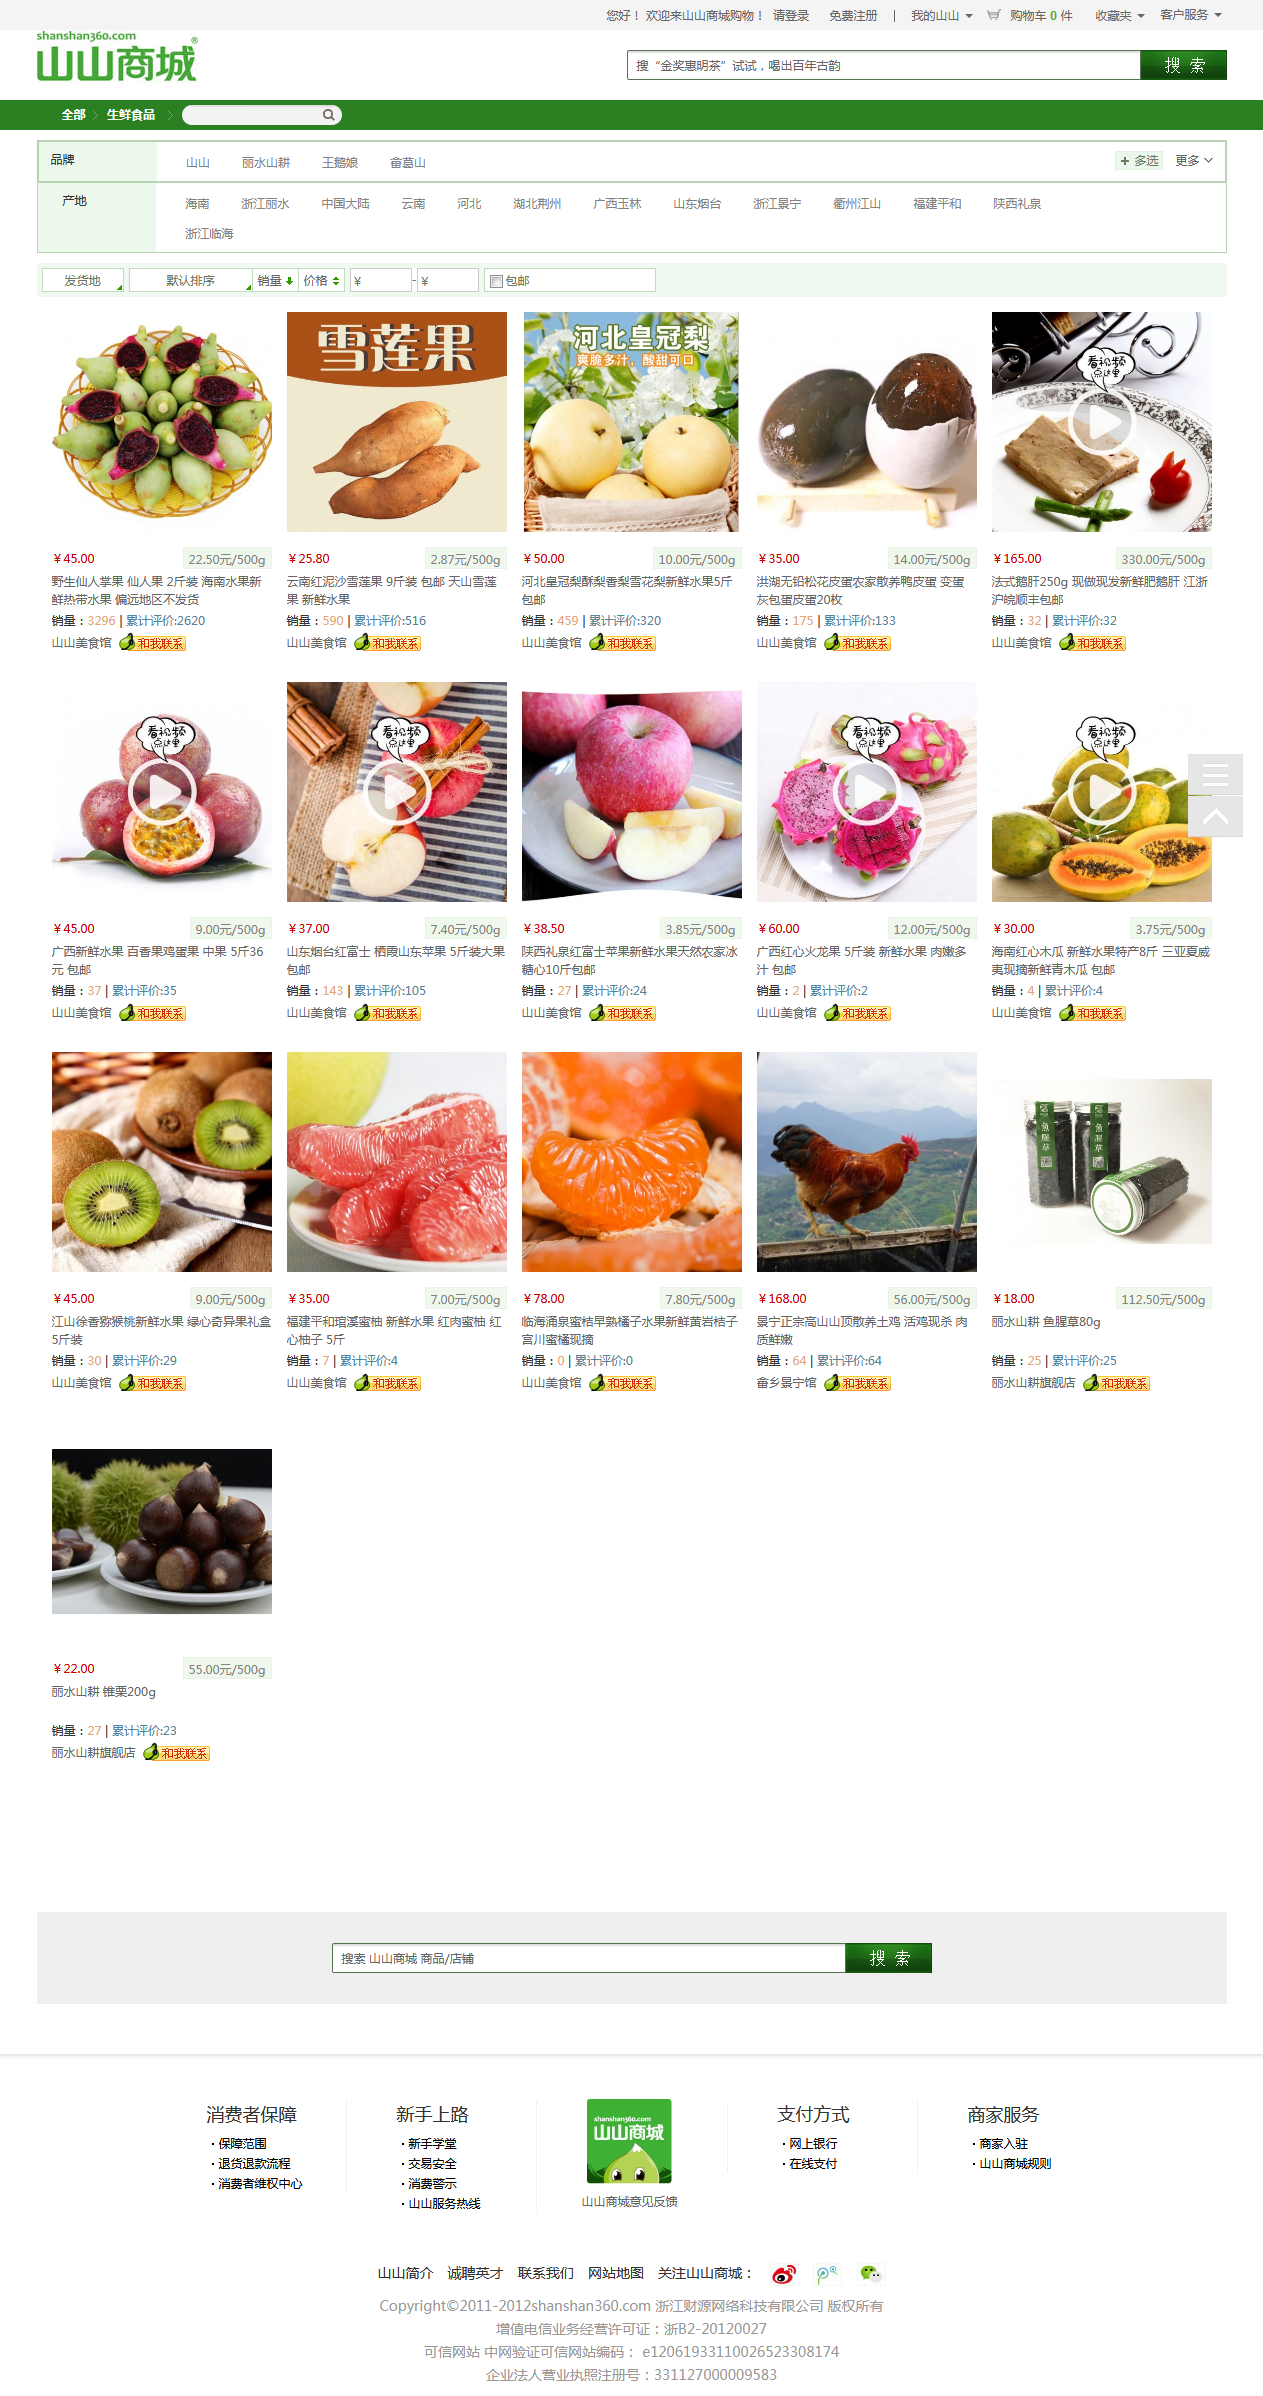 您好！ 欢迎来山山商城购物！ 请登录 免费注册 | 我的山山 购物车 0 件 收藏夹 客户服务
shanshan360.com
山山商城®
搜“金奖惠明茶”试试，喝出百年古韵 搜 索
全部 生鲜食品
品牌 山山 丽水山耕 王鹅娘 畲葛山 + 多选 更多
产地 海南 浙江丽水 中国大陆 云南 河北 湖北荆州 广西玉林 山东烟台 浙江景宁 衢州江山 福建平和 陕西礼泉
浙江临海
发货地 默认排序 销量 价格 ¥ - ¥ 包邮
雪莲果
河北皇冠梨
爽脆多汁，酸甜可口
看视频
点这里
¥45.00 22.50元/500g
野生仙人掌果 仙人果 2斤装 海南水果新
鲜热带水果 偏远地区不发货
销量：3296 | 累计评价:2620
山山美食馆 和我联系
¥25.80 2.87元/500g
云南红泥沙雪莲果 9斤装 包邮 天山雪莲
果 新鲜水果
销量：590 | 累计评价:516
山山美食馆 和我联系
¥50.00 10.00元/500g
河北皇冠梨酥梨香梨雪花梨新鲜水果5斤
包邮
销量：459 | 累计评价:320
山山美食馆 和我联系
¥35.00 14.00元/500g
洪湖无铅松花皮蛋农家散养鸭皮蛋 变蛋
灰包蛋皮蛋20枚
销量：175 | 累计评价:133
山山美食馆 和我联系
¥165.00 330.00元/500g
法式鹅肝250g 现做现发新鲜肥鹅肝 江浙
沪皖顺丰包邮
销量：32 | 累计评价:32
山山美食馆 和我联系
看视频
点这里
看视频
点这里
看视频
点这里
看视频
点这里
¥45.00 9.00元/500g
广西新鲜水果 百香果鸡蛋果 中果 5斤36
元 包邮
销量：37 | 累计评价:35
山山美食馆 和我联系
¥37.00 7.40元/500g
山东烟台红富士 栖霞山东苹果 5斤装大果
包邮
销量：143 | 累计评价:105
山山美食馆 和我联系
¥38.50 3.85元/500g
陕西礼泉红富士苹果新鲜水果天然农家冰
糖心10斤包邮
销量：27 | 累计评价:24
山山美食馆 和我联系
¥60.00 12.00元/500g
广西红心火龙果 5斤装 新鲜水果 肉嫩多
汁 包邮
销量：2 | 累计评价:2
山山美食馆 和我联系
¥30.00 3.75元/500g
海南红心木瓜 新鲜水果特产8斤 三亚夏威
夷现摘新鲜青木瓜 包邮
销量：4 | 累计评价:4
山山美食馆 和我联系
鱼腥草
鱼腥草
¥45.00 9.00元/500g
江山徐香猕猴桃新鲜水果 绿心奇异果礼盒
5斤装
销量：30 | 累计评价:29
山山美食馆 和我联系
¥35.00 7.00元/500g
福建平和琯溪蜜柚 新鲜水果 红肉蜜柚 红
心柚子 5斤
销量：7 | 累计评价:4
山山美食馆 和我联系
¥78.00 7.80元/500g
临海涌泉蜜桔早熟橘子水果新鲜黄岩桔子
宫川蜜橘现摘
销量：0 | 累计评价:0
山山美食馆 和我联系
¥168.00 56.00元/500g
景宁正宗高山山顶散养土鸡 活鸡现杀 肉
质鲜嫩
销量：64 | 累计评价:64
畲乡景宁馆 和我联系
¥18.00 112.50元/500g
丽水山耕 鱼腥草80g
销量：25 | 累计评价:25
丽水山耕旗舰店 和我联系
¥22.00 55.00元/500g
丽水山耕 锥栗200g
销量：27 | 累计评价:23
丽水山耕旗舰店 和我联系
搜索 山山商城 商品/店铺 搜 索
消费者保障
· 保障范围
· 退货退款流程
· 消费者维权中心
新手上路
· 新手学堂
· 交易安全
· 消费警示
· 山山服务热线
shanshan360.com
山山商城
山山商城意见反馈
支付方式
· 网上银行
· 在线支付
商家服务
· 商家入驻
· 山山商城规则
山山简介 诚聘英才 联系我们 网站地图 关注山山商城：
Copyright©2011-2012shanshan360.com 浙江财源网络科技有限公司 版权所有
增值电信业务经营许可证：浙B2-20120027
可信网站 中网验证可信网站编码： e12061933110026523308174
企业法人营业执照注册号：331127000009583